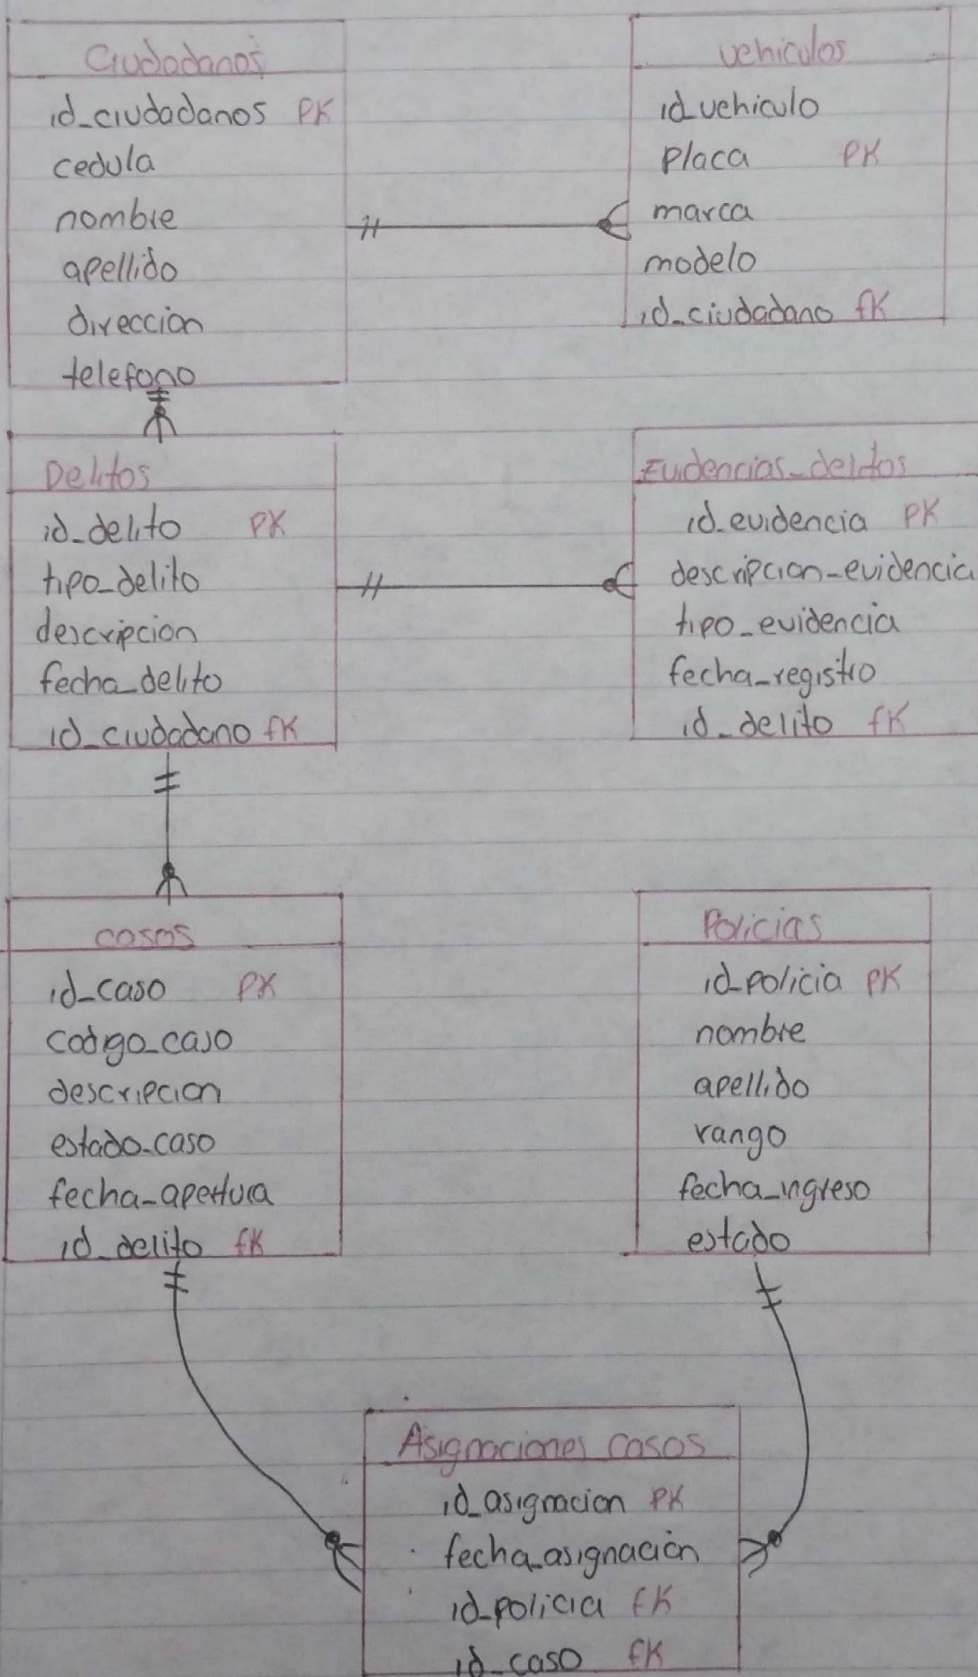 Ciudadanos
id_ciudadanos PK
cedula
nombre
apellido
direccion
telefono
vehiculos
id_vehiculo
Placa PK
marca
modelo
id_ciudadano fK
Delitos
id_delito PK
tipo_delito
descripcion
fecha_delito
id_ciudadano fK
Evidencias_delitos
id_evidencia PK
descripcion_evidencia
tipo_evidencia
fecha_registro
id_delito fK
casos
id_caso PK
codigo_caso
descripcion
estado_caso
fecha_apertura
id_delito fK
Policias
id_policia PK
nombre
apellido
rango
fecha_ingreso
estado
Asignaciones casos
id_asignacion PK
fecha_asignación
id_policia fK
id_caso fK